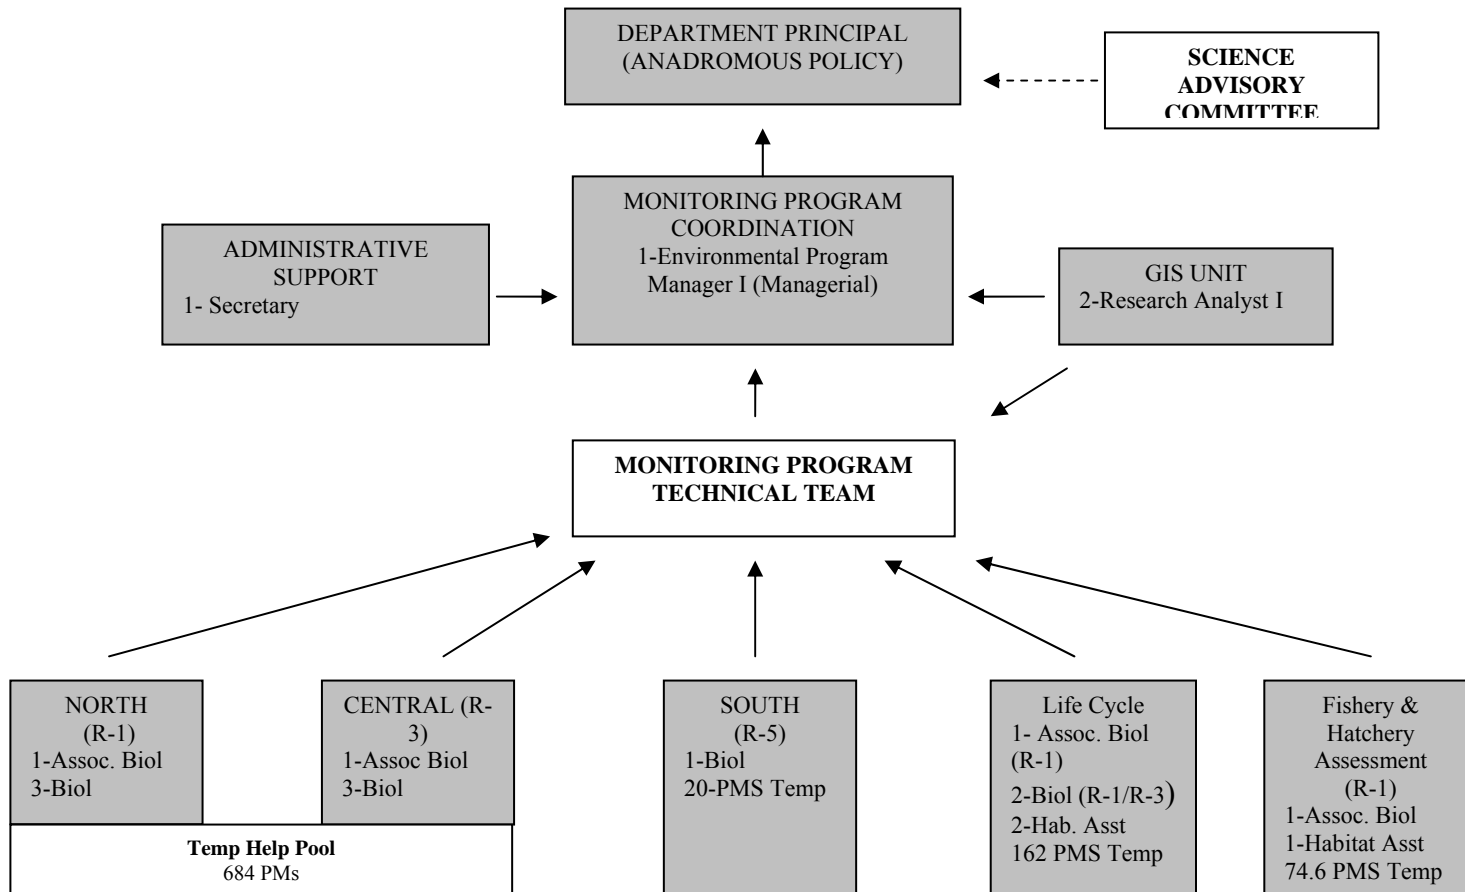 DEPARTMENT PRINCIPAL
(ANADROMOUS POLICY)
SCIENCE
ADVISORY
COMMITTEE
MONITORING PROGRAM
COORDINATION
1-Environmental Program
Manager I (Managerial)
ADMINISTRATIVE
SUPPORT
1- Secretary
GIS UNIT
2-Research Analyst I
MONITORING PROGRAM
TECHNICAL TEAM
NORTH
(R-1)
1-Assoc. Biol
3-Biol
CENTRAL (R-
3)
1-Assoc Biol
3-Biol
Temp Help Pool
684 PMs
SOUTH
(R-5)
1-Biol
20-PMS Temp
Life Cycle
1- Assoc. Biol
(R-1)
2-Biol (R-1/R-3)
2-Hab. Asst
162 PMS Temp
Fishery &
Hatchery
Assessment
(R-1)
1-Assoc. Biol
1-Habitat Asst
74.6 PMS Temp